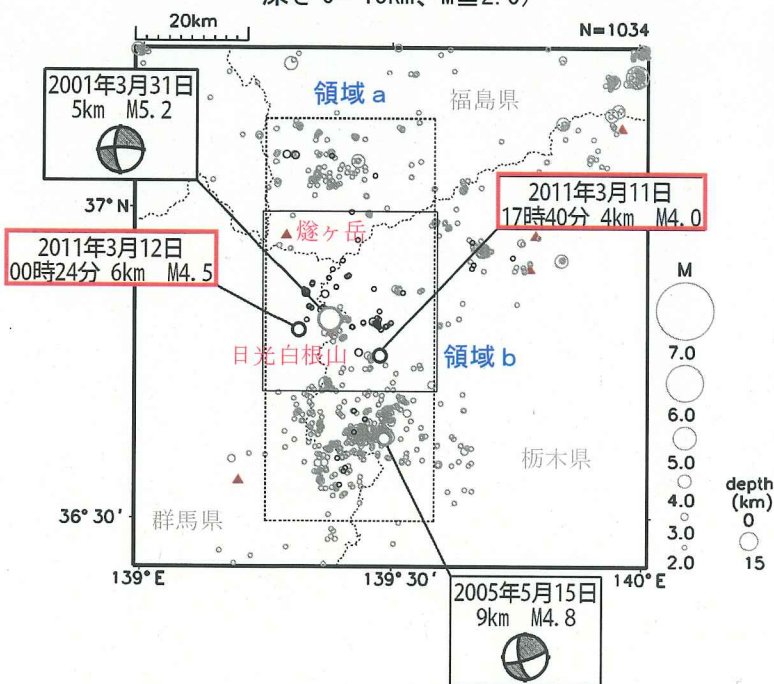 深さ0～15km、M≧2.0)
20km
N=1034
2001年3月31日
5km M5.2
領域a
福島県
37°N
燧ヶ岳
2011年3月11日
17時40分 4km M4.0
2011年3月12日
00時24分 6km M4.5
日光白根山
領域b
M
7.0
6.0
5.0
4.0
3.0
2.0
depth
(km)
0
15
栃木県
群馬県
36°30′
139°E
139°30′
140°E
2005年5月15日
9km M4.8